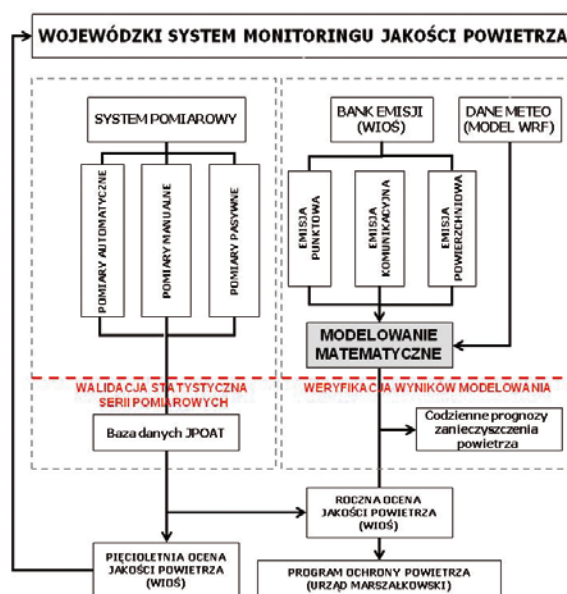 WOJEWÓDZKI SYSTEM MONITORINGU JAKOŚCI POWIETRZA
SYSTEM POMIAROWY
POMIARY AUTOMATYCZNE
POMIARY MANUALNE
POMIARY PASYWNE
BANK EMISJI
(WIOŚ)
DANE METEO
(MODEL WRF)
EMISJA
PUNKTOWA
EMISJA
KOMUNIKACYJNA
EMISJA
POWIERZCHNIOWA
MODELOWANIE
MATEMATYCZNE
WALIDACJA STATYSTYCZNA
SERII POMIAROWYCH
WERYFIKACJA WYNIKÓW MODELOWANIA
Baza danych JPOAT
Codzienne prognozy
zanieczyszczenia
powietrza
ROCZNA OCENA
JAKOŚCI POWIETRZA
(WIOŚ)
PIĘCIOLETNIA OCENA
JAKOŚCI POWIETRZA
(WIOŚ)
PROGRAM OCHRONY POWIETRZA
(URZĄD MARSZAŁKOWSKI)